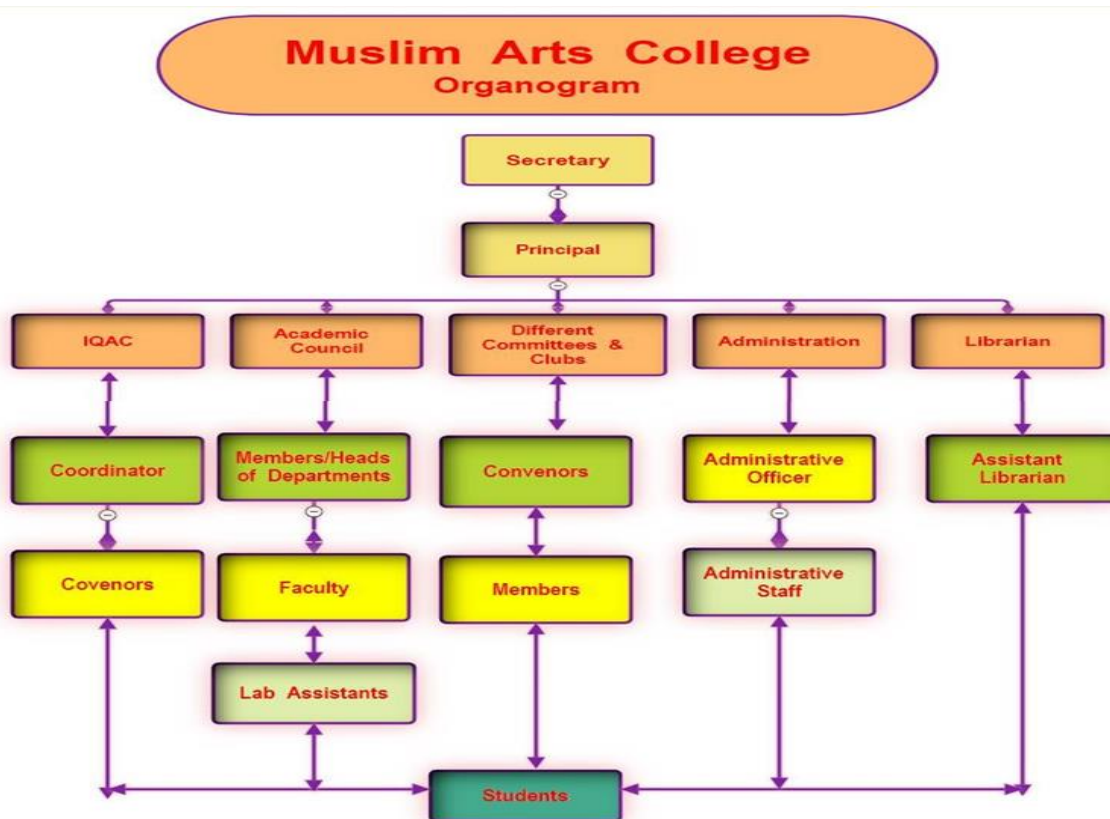 Muslim Arts College
Organogram
Secretary
Principal
IQAC
Academic
Council
Different
Committees &
Clubs
Administration
Librarian
Coordinator
Members/Heads
of Departments
Convenors
Administrative
Officer
Assistant
Librarian
Covenors
Faculty
Members
Administrative
Staff
Lab Assistants
Students